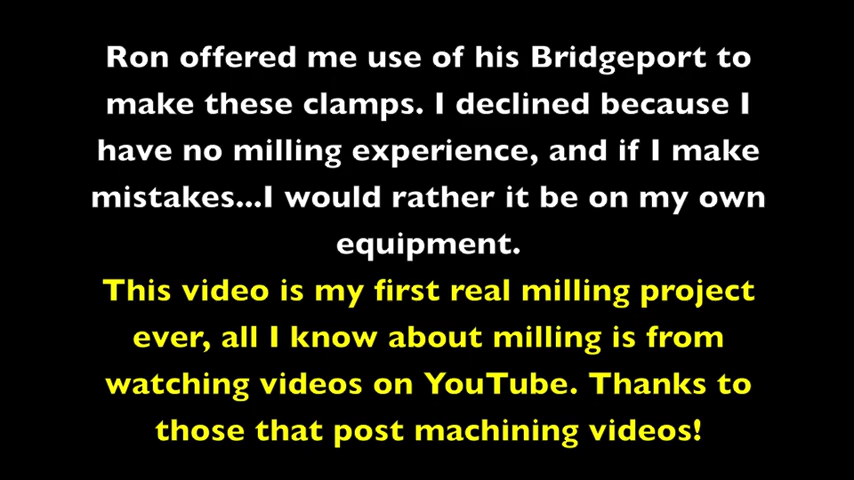 Ron offered me use of his Bridgeport to
make these clamps. I declined because I
have no milling experience, and if I make
mistakes...I would rather it be on my own
equipment.
This video is my first real milling project
ever, all I know about milling is from
watching videos on YouTube. Thanks to
those that post machining videos!